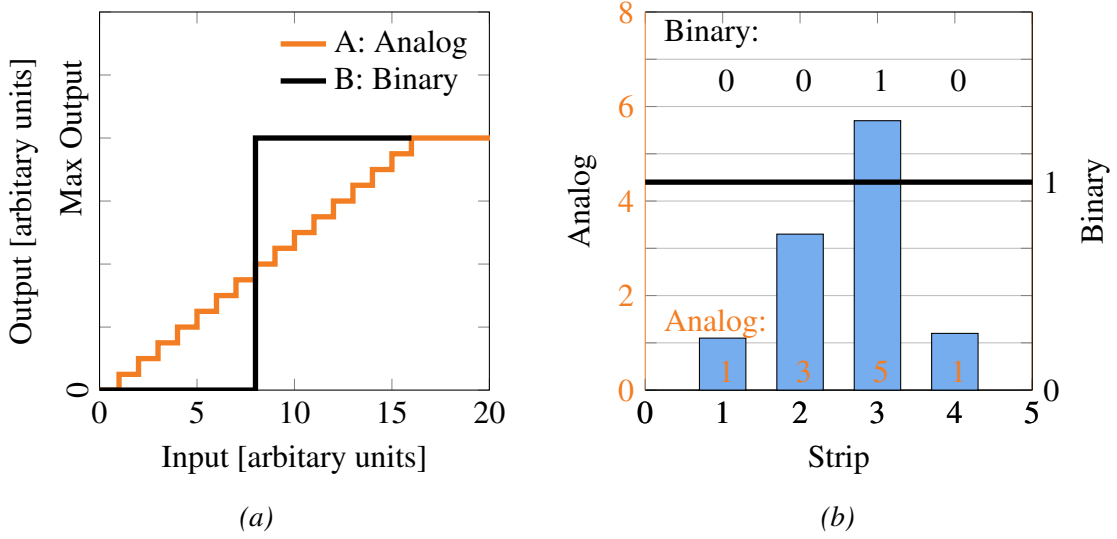 Output [arbitary units]
0 Max Output
A: Analog
B: Binary
0 5 10 15 20
Input [arbitary units]
(a)
Analog
8
6
4
2
0
Binary:
0 0 1 0
Analog:
1 3 5 1
0 1 2 3 4 5
Strip
1
0
Binary
(b)